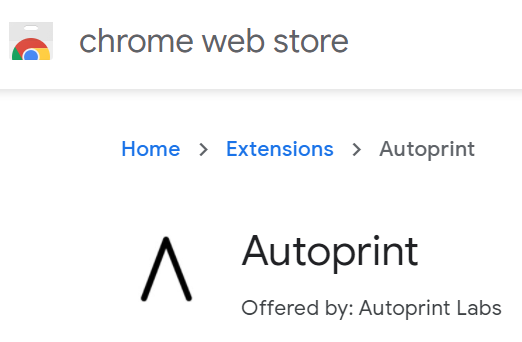 chrome web store
Home > Extensions > Autoprint
Autoprint
Offered by: Autoprint Labs